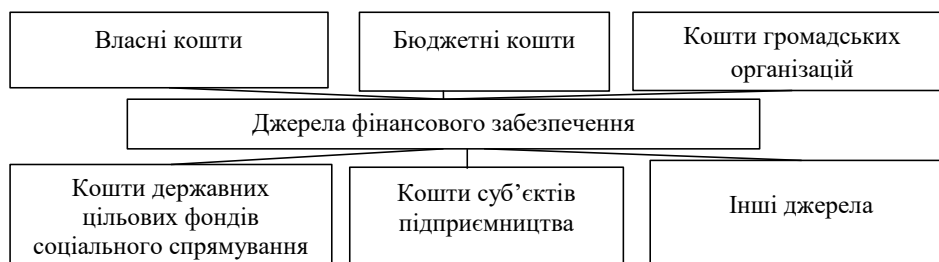 Власні кошти
Бюджетні кошти
Кошти громадських
організацій
Джерела фінансового забезпечення
Кошти державних
цільових фондів
соціального спрямування
Кошти суб’єктів
підприємництва
Інші джерела